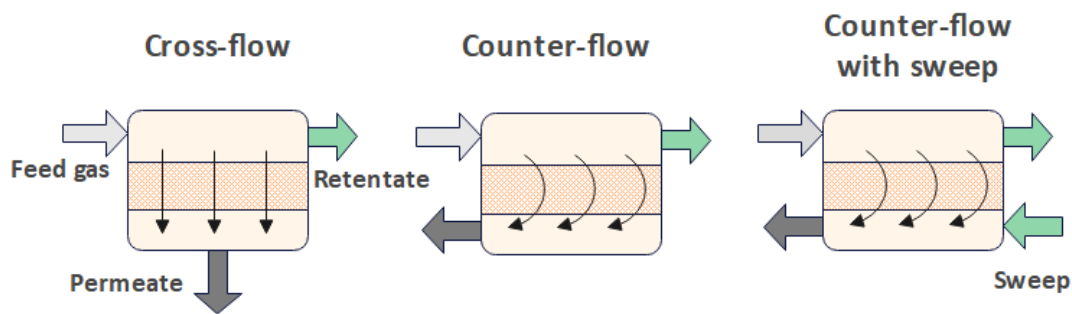 Cross-flow
Counter-flow
Counter-flow
with sweep
Feed gas
Retentate
Permeate
Sweep